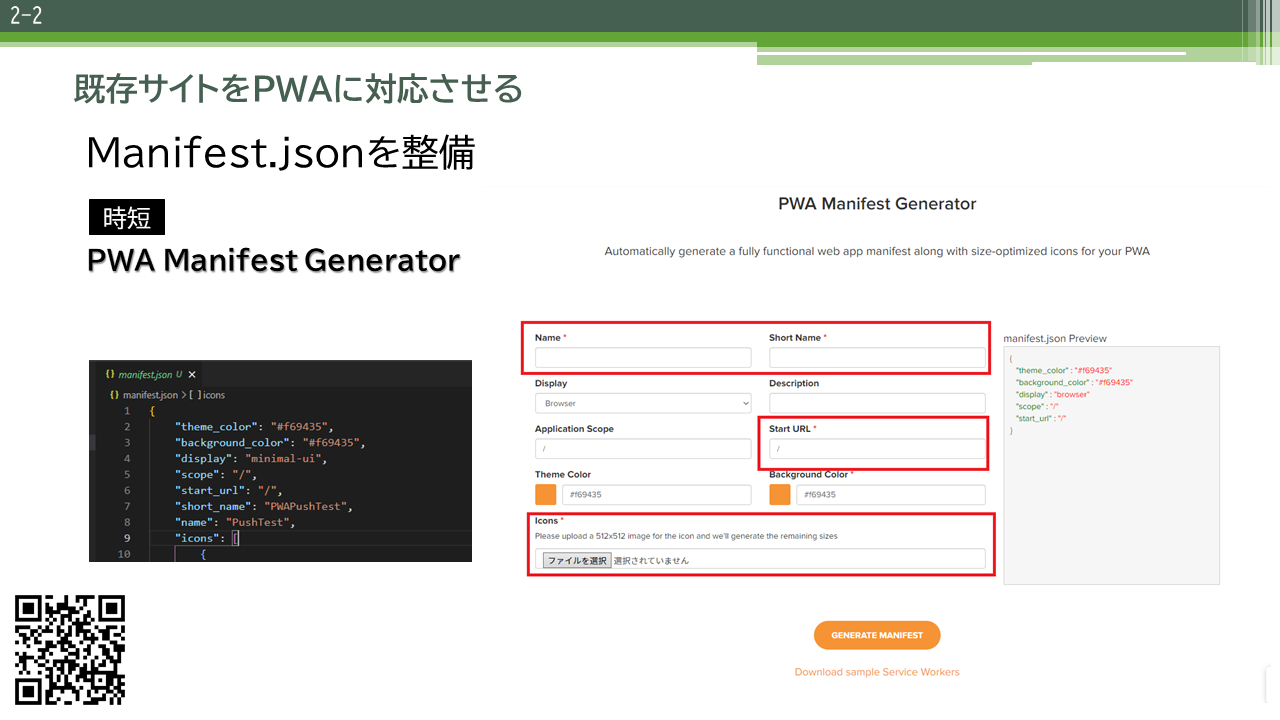 2-2
既存サイトをPWAに対応させる
Manifest.jsonを整備
時短
PWA Manifest Generator
{} manifest.json U ×
{} manifest.json > [ ] icons
1 {
2 "theme_color": "#f69435",
3 "background_color": "#f69435",
4 "display": "minimal-ui",
5 "scope": "/",
6 "start_url": "/",
7 "short_name": "PWAPushTest",
8 "name": "PushTest",
9 "icons": [
10 {
PWA Manifest Generator
Automatically generate a fully functional web app manifest along with size-optimized icons for your PWA
Name * Short Name *
Display Description
Browser
Application Scope Start URL *
/ /
Theme Color Background Color *
#f69435 #f69435
Icons *
Please upload a 512x512 image for the icon and we'll generate the remaining sizes
ファイルを選択 選択されていません
manifest.json Preview
{
"theme_color" : "#f69435"
"background_color" : "#f69435"
"display" : "browser"
"scope" : "/"
"start_url" : "/"
}
GENERATE MANIFEST
Download sample Service Workers